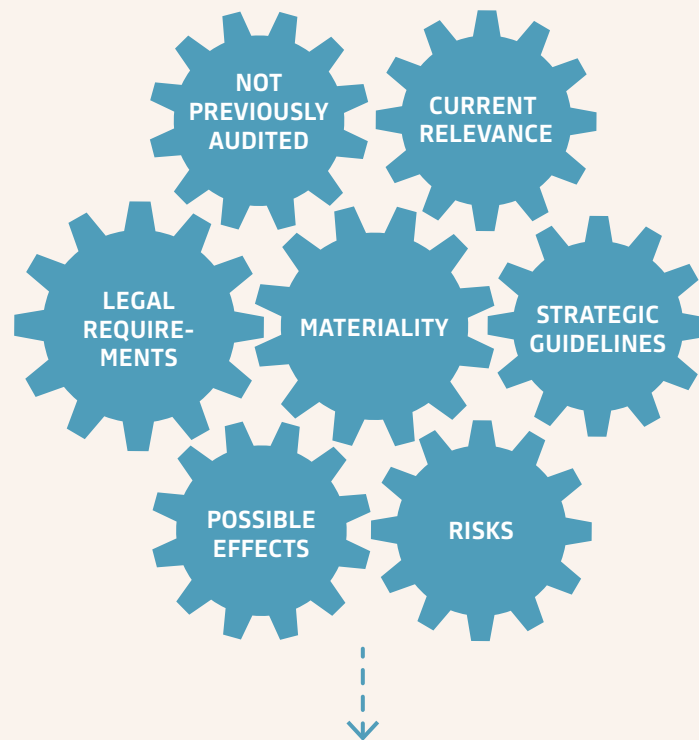 NOT
PREVIOUSLY
AUDITED
CURRENT
RELEVANCE
LEGAL
REQUIRE-
MENTS
MATERIALITY
STRATEGIC
GUIDELINES
POSSIBLE
EFFECTS
RISKS